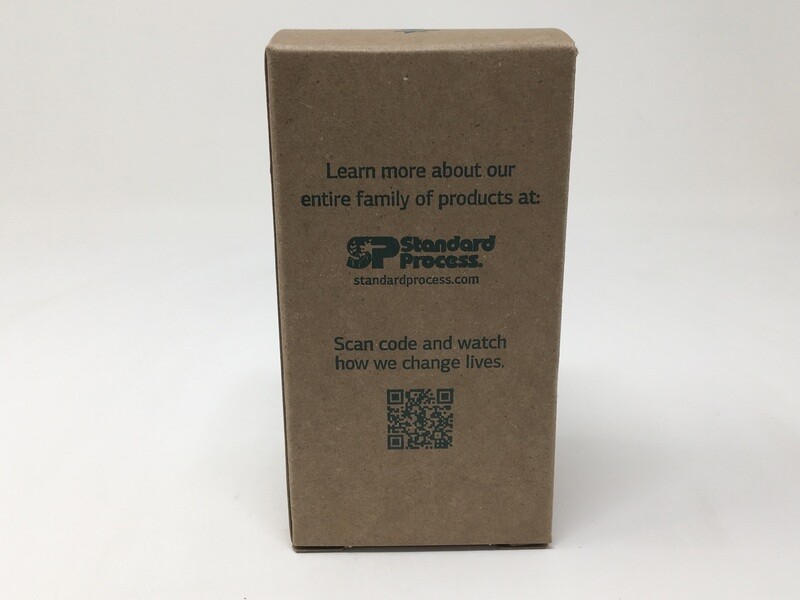 Learn more about our
entire family of products at:
SP Standard
Process.
standardprocess.com
Scan code and watch
how we change lives.